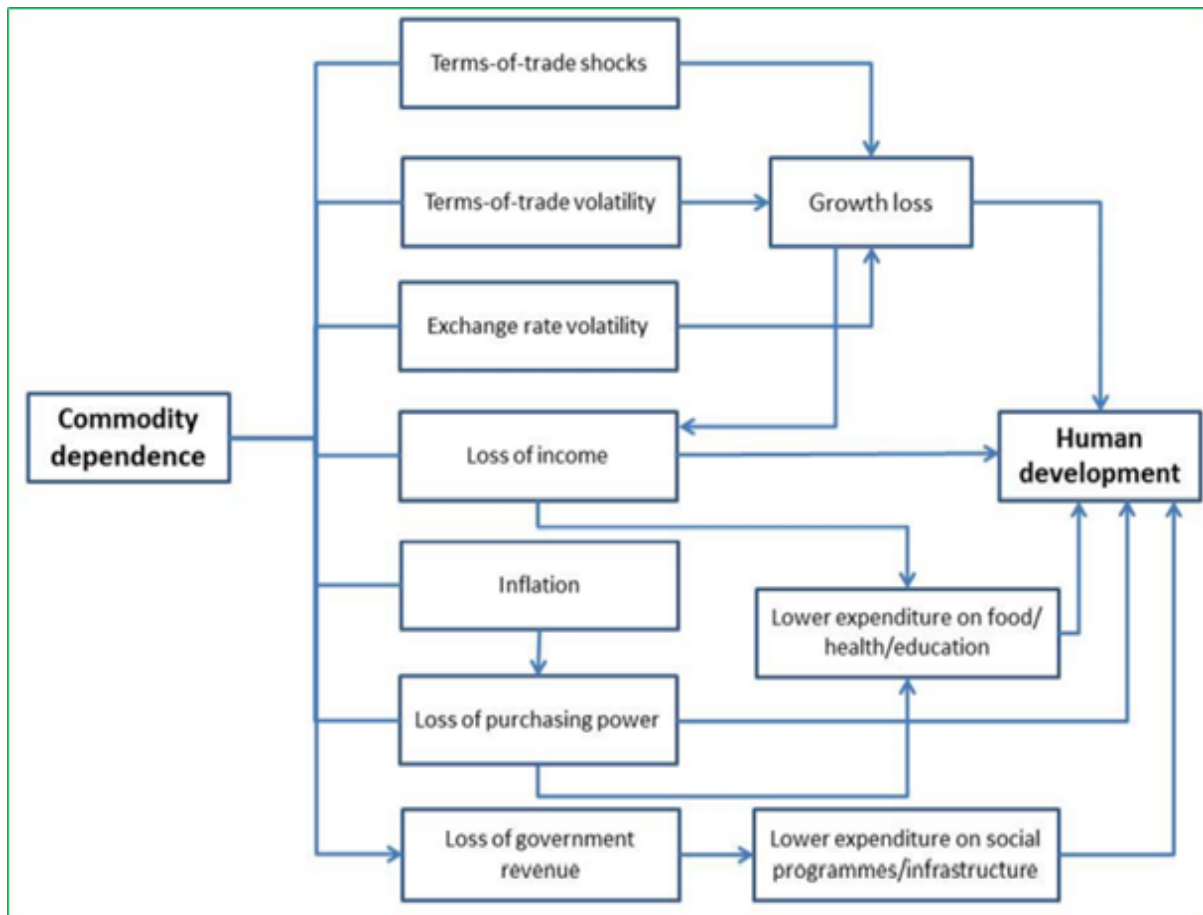 Terms-of-trade shocks
Terms-of-trade volatility
Growth loss
Exchange rate volatility
Commodity
dependence
Loss of income
Human
development
Inflation
Lower expenditure on food/
health/education
Loss of purchasing power
Loss of government
revenue
Lower expenditure on social
programmes/infrastructure